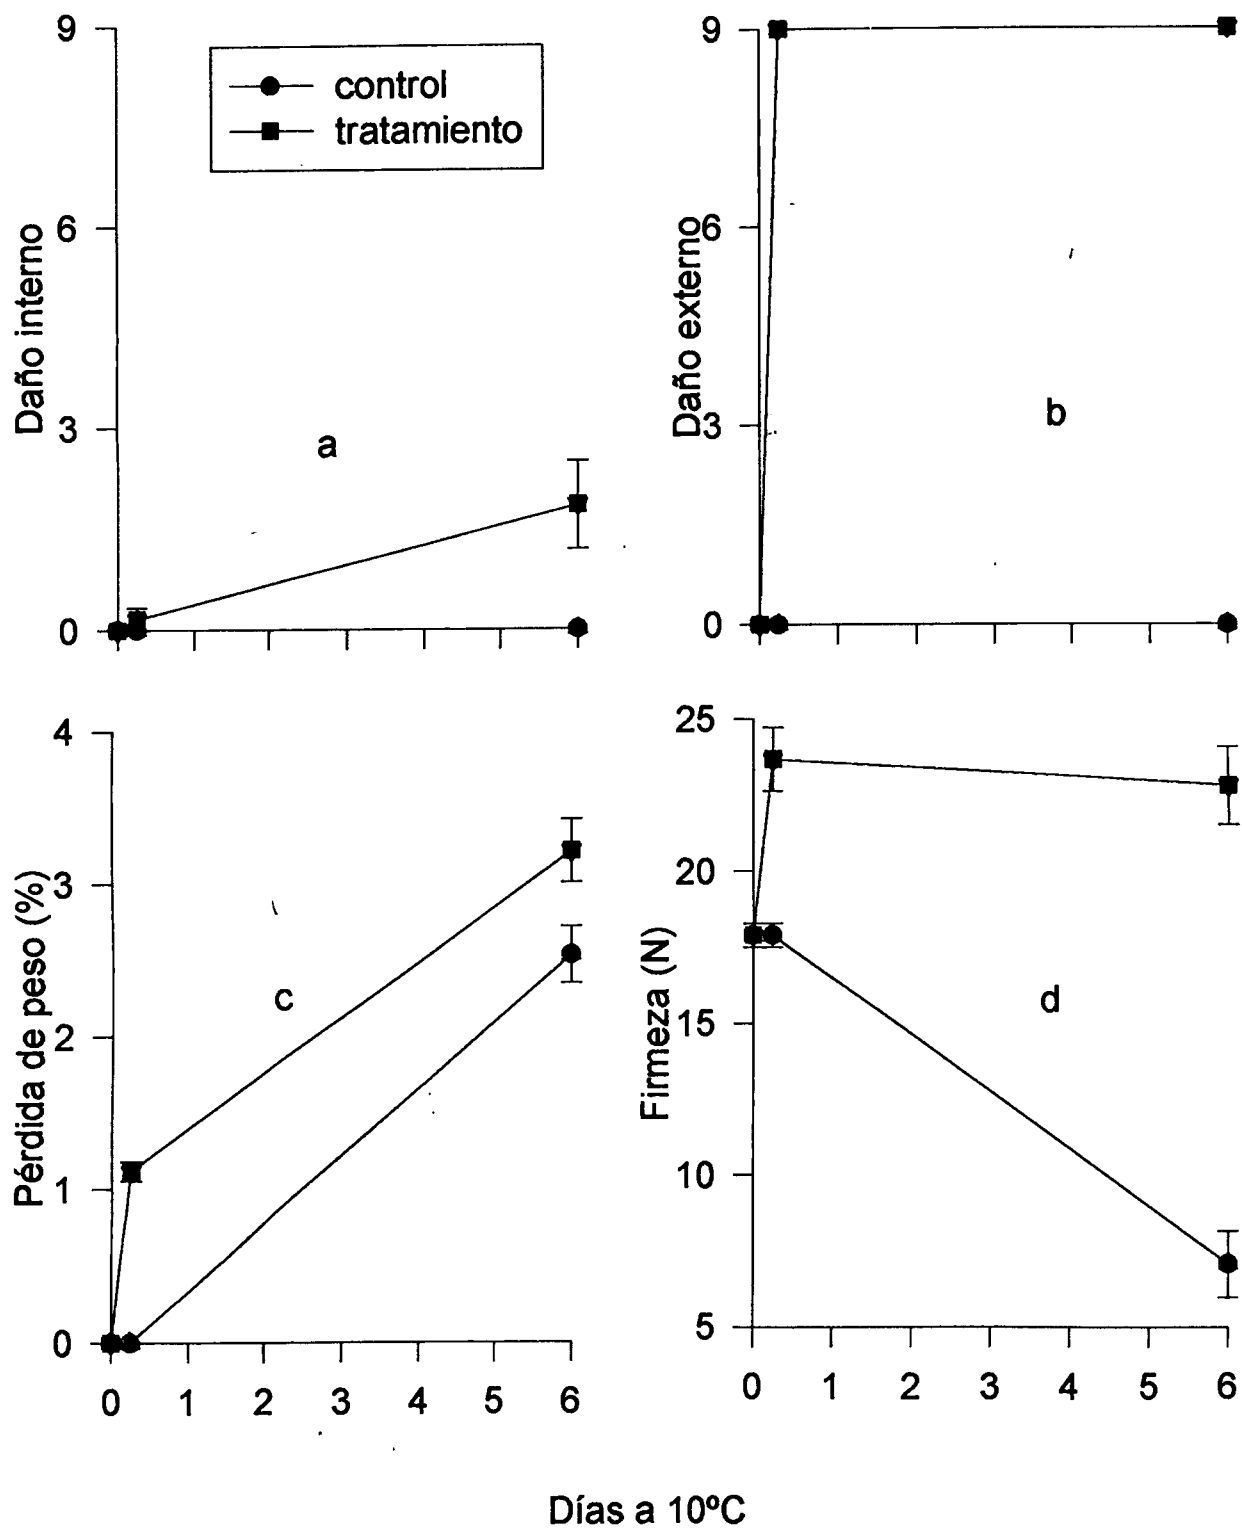 9
6
3
0
Daño interno
control
tratamiento
a
9
6
3
0
Daño externo
b
4
3
2
1
0
Pérdida de peso (%)
c
0 1 2 3 4 5 6
25
20
15
10
5
Firmeza (N)
d
0 1 2 3 4 5 6
Días a 10ºC